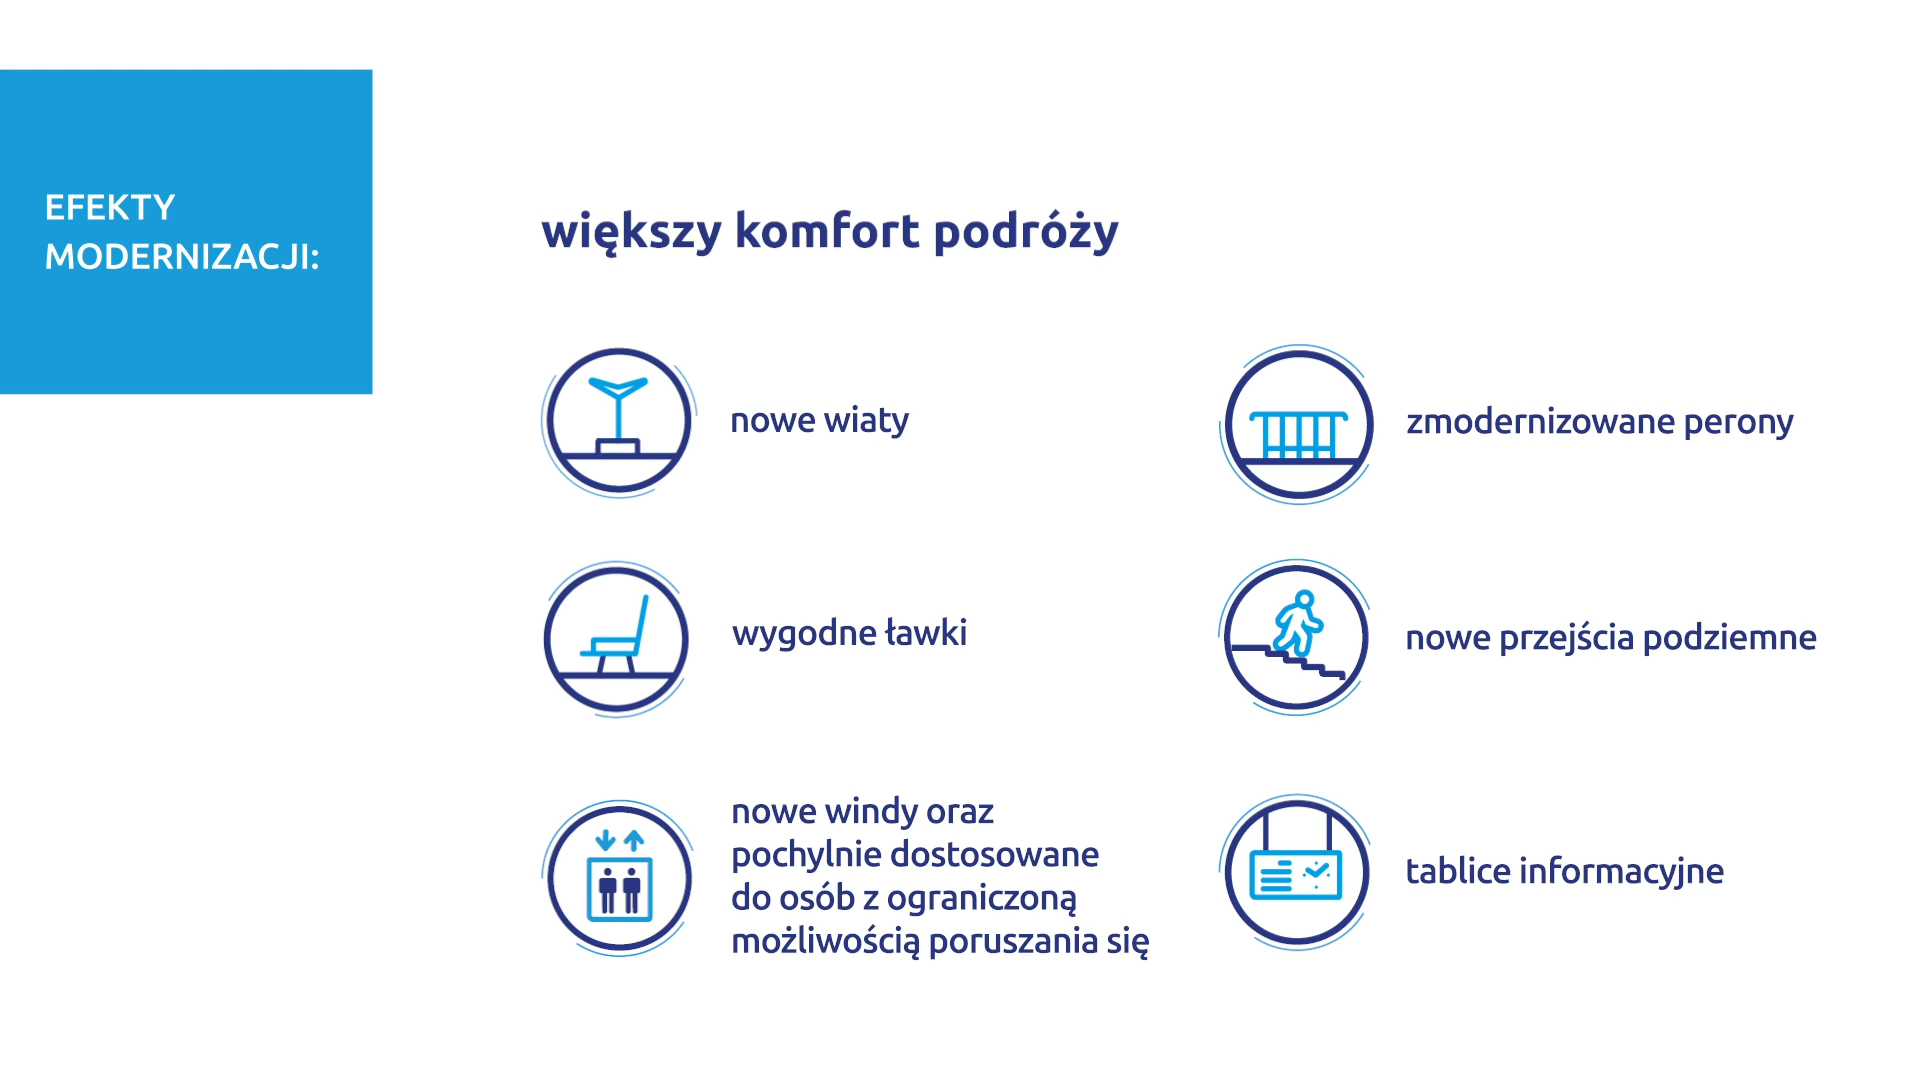 EFEKTY
MODERNIZACJI:
większy komfort podróży
nowe wiaty
zmodernizowane perony
wygodne ławki
nowe przejścia podziemne
nowe windy oraz
pochylnie dostosowane
do osób z ograniczoną
możliwością poruszania się
tablice informacyjne